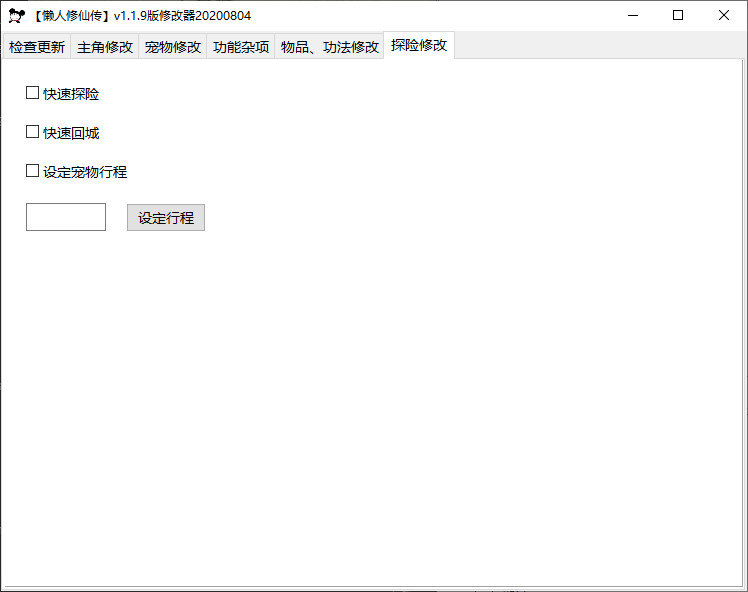 【懒人修仙传】v1.1.9版修改器20200804
检查更新 主角修改 宠物修改 功能杂项 物品、功法修改 探险修改
快速探险
快速回城
设定宠物行程
设定行程